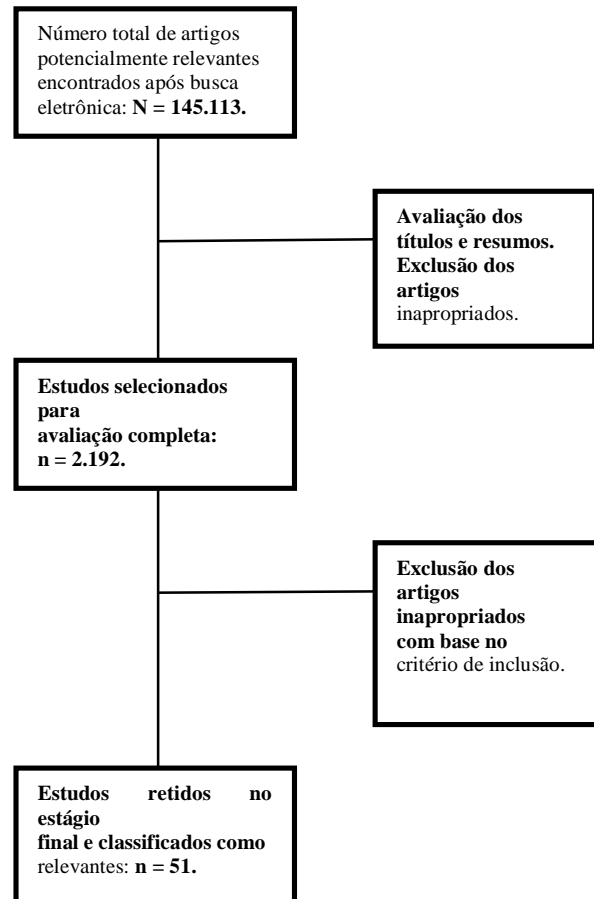 Número total de artigos
potencialmente relevantes
encontrados após busca
eletrônica: N = 145.113.
Avaliação dos
títulos e resumos.
Exclusão dos
artigos
inapropriados.
Estudos selecionados
para
avaliação completa:
n = 2.192.
Exclusão dos
artigos
inapropriados
com base no
critério de inclusão.
Estudos retidos no
estágio
final e classificados como
relevantes: n = 51.